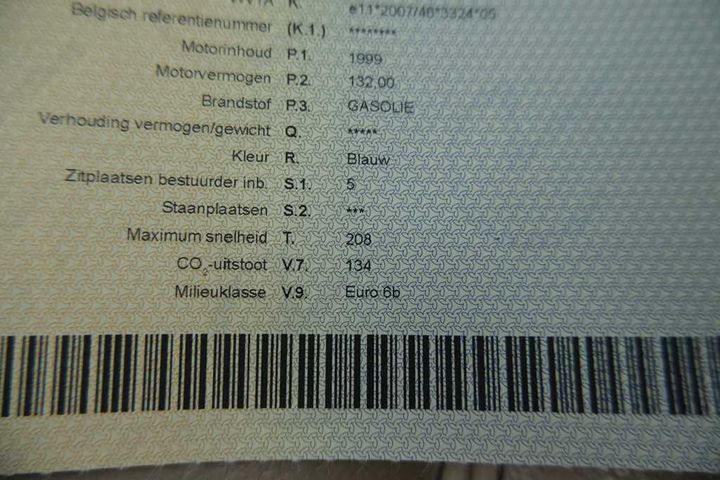 K. e11*2007/46*3324*05
Belgisch referentienummer (K.1.) ********
Motorinhoud P.1. 1999
Motorvermogen P.2. 132,00
Brandstof P.3. GASOLIE
Verhouding vermogen/gewicht Q. *****
Kleur R. Blauw
Zitplaatsen bestuurder inb. S.1. 5
Staanplaatsen S.2. ***
Maximum snelheid T. 208
CO₂-uitstoot V.7. 134
Milieuklasse V.9. Euro 6b